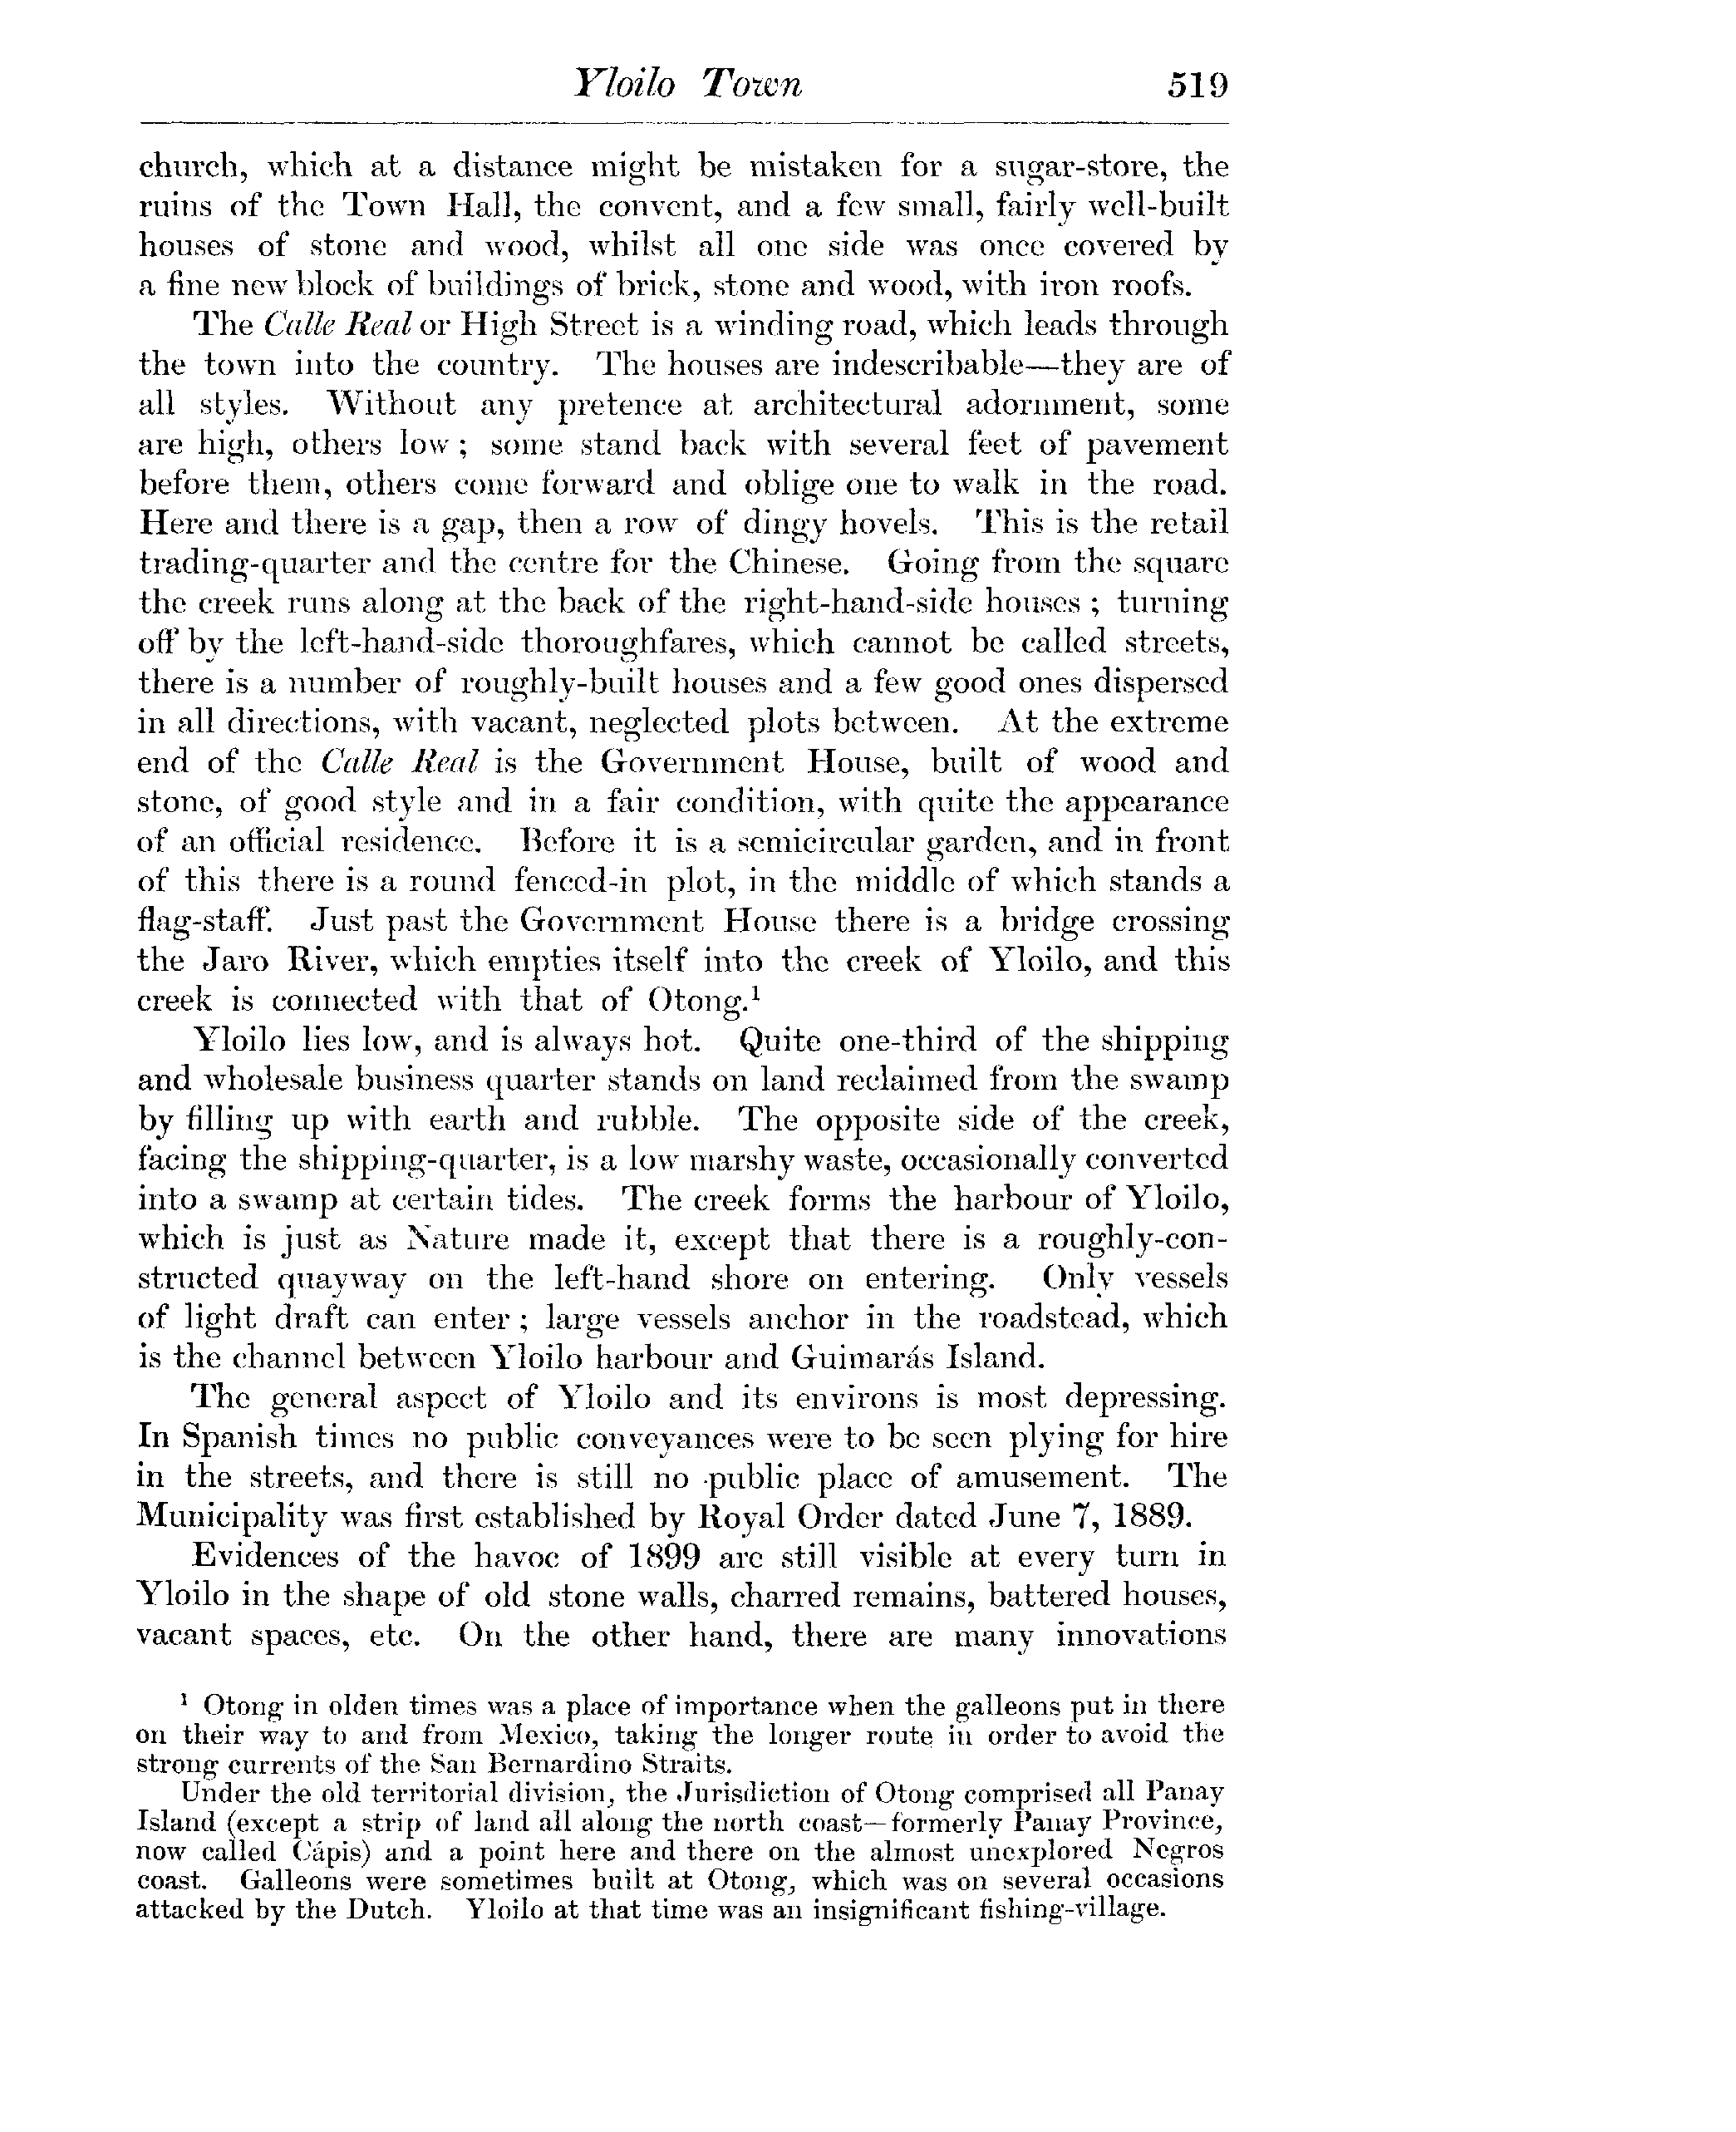 Yloilo Town 519
church, which at a distance might be mistaken for a sugar-store, the
ruins of the Town Hall, the convent, and a few small, fairly well-built
houses of stone and wood, whilst all one side was once covered by
a fine new block of buildings of brick, stone and wood, with iron roofs.
The Calle Real or High Street is a winding road, which leads through
the town into the country. The houses are indescribable—they are of
all styles. Without any pretence at architectural adornment, some
are high, others low ; some stand back with several feet of pavement
before them, others come forward and oblige one to walk in the road.
Here and there is a gap, then a row of dingy hovels. This is the retail
trading-quarter and the centre for the Chinese. Going from the square
the creek runs along at the back of the right-hand-side houses ; turning
off by the left-hand-side thoroughfares, which cannot be called streets,
there is a number of roughly-built houses and a few good ones dispersed
in all directions, with vacant, neglected plots between. At the extreme
end of the Calle Real is the Government House, built of wood and
stone, of good style and in a fair condition, with quite the appearance
of an official residence. Before it is a semicircular garden, and in front
of this there is a round fenced-in plot, in the middle of which stands a
flag-staff. Just past the Government House there is a bridge crossing
the Jaro River, which empties itself into the creek of Yloilo, and this
creek is connected with that of Otong.¹
Yloilo lies low, and is always hot. Quite one-third of the shipping
and wholesale business quarter stands on land reclaimed from the swamp
by filling up with earth and rubble. The opposite side of the creek,
facing the shipping-quarter, is a low marshy waste, occasionally converted
into a swamp at certain tides. The creek forms the harbour of Yloilo,
which is just as Nature made it, except that there is a roughly-con-
structed quayway on the left-hand shore on entering. Only vessels
of light draft can enter ; large vessels anchor in the roadstead, which
is the channel between Yloilo harbour and Guimarás Island.
The general aspect of Yloilo and its environs is most depressing.
In Spanish times no public conveyances were to be seen plying for hire
in the streets, and there is still no public place of amusement. The
Municipality was first established by Royal Order dated June 7, 1889.
Evidences of the havoc of 1899 are still visible at every turn in
Yloilo in the shape of old stone walls, charred remains, battered houses,
vacant spaces, etc. On the other hand, there are many innovations
¹ Otong in olden times was a place of importance when the galleons put in there
on their way to and from Mexico, taking the longer route in order to avoid the
strong currents of the San Bernardino Straits.
Under the old territorial division, the Jurisdiction of Otong comprised all Panay
Island (except a strip of land all along the north coast—formerly Panay Province,
now called Cápis) and a point here and there on the almost unexplored Negros
coast. Galleons were sometimes built at Otong, which was on several occasions
attacked by the Dutch. Yloilo at that time was an insignificant fishing-village.